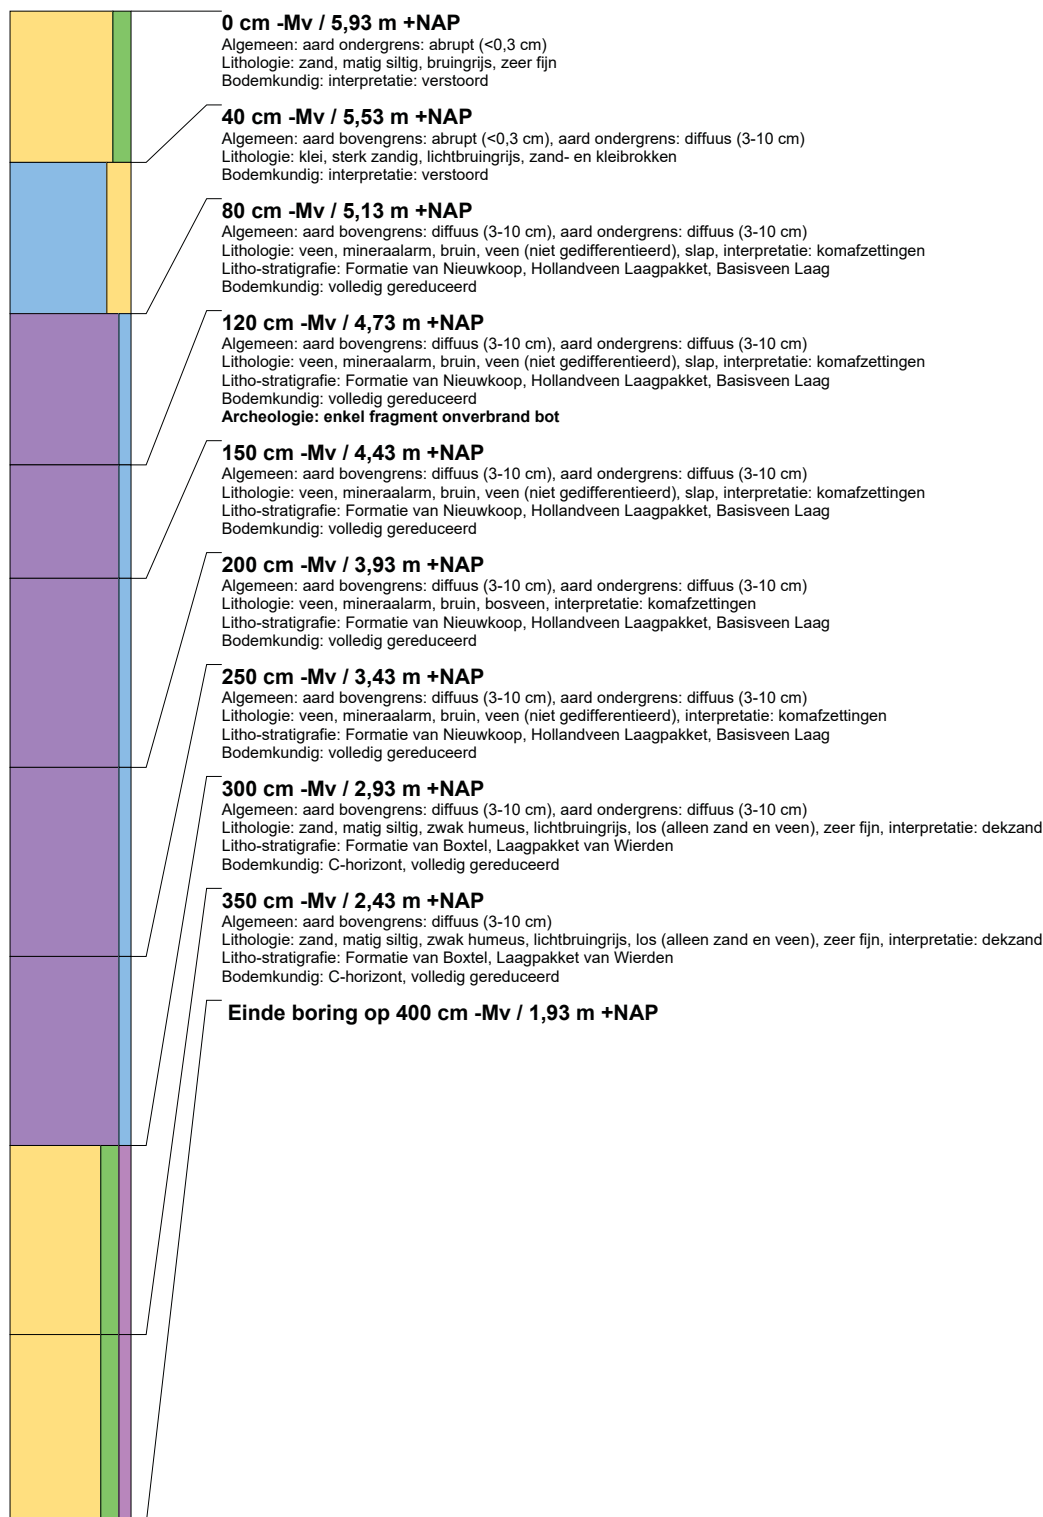 0 cm -Mv / 5,93 m +NAP
Algemeen: aard ondergrens: abrupt (<0,3 cm)
Lithologie: zand, matig siltig, bruingrijs, zeer fijn
Bodemkundig: interpretatie: verstoord
40 cm -Mv / 5,53 m +NAP
Algemeen: aard bovengrens: abrupt (<0,3 cm), aard ondergrens: diffuus (3-10 cm)
Lithologie: klei, sterk zandig, lichtbruingrijs, zand- en kleibrokken
Bodemkundig: interpretatie: verstoord
80 cm -Mv / 5,13 m +NAP
Algemeen: aard bovengrens: diffuus (3-10 cm), aard ondergrens: diffuus (3-10 cm)
Lithologie: veen, mineraalarm, bruin, veen (niet gedifferentieerd), slap, interpretatie: komafzettingen
Litho-stratigrafie: Formatie van Nieuwkoop, Hollandveen Laagpakket, Basisveen Laag
Bodemkundig: volledig gereduceerd
120 cm -Mv / 4,73 m +NAP
Algemeen: aard bovengrens: diffuus (3-10 cm), aard ondergrens: diffuus (3-10 cm)
Lithologie: veen, mineraalarm, bruin, veen (niet gedifferentieerd), slap, interpretatie: komafzettingen
Litho-stratigrafie: Formatie van Nieuwkoop, Hollandveen Laagpakket, Basisveen Laag
Bodemkundig: volledig gereduceerd
Archeologie: enkel fragment onverbrand bot
150 cm -Mv / 4,43 m +NAP
Algemeen: aard bovengrens: diffuus (3-10 cm), aard ondergrens: diffuus (3-10 cm)
Lithologie: veen, mineraalarm, bruin, veen (niet gedifferentieerd), slap, interpretatie: komafzettingen
Litho-stratigrafie: Formatie van Nieuwkoop, Hollandveen Laagpakket, Basisveen Laag
Bodemkundig: volledig gereduceerd
200 cm -Mv / 3,93 m +NAP
Algemeen: aard bovengrens: diffuus (3-10 cm), aard ondergrens: diffuus (3-10 cm)
Lithologie: veen, mineraalarm, bruin, bosveen, interpretatie: komafzettingen
Litho-stratigrafie: Formatie van Nieuwkoop, Hollandveen Laagpakket, Basisveen Laag
Bodemkundig: volledig gereduceerd
250 cm -Mv / 3,43 m +NAP
Algemeen: aard bovengrens: diffuus (3-10 cm), aard ondergrens: diffuus (3-10 cm)
Lithologie: veen, mineraalarm, bruin, veen (niet gedifferentieerd), interpretatie: komafzettingen
Litho-stratigrafie: Formatie van Nieuwkoop, Hollandveen Laagpakket, Basisveen Laag
Bodemkundig: volledig gereduceerd
300 cm -Mv / 2,93 m +NAP
Algemeen: aard bovengrens: diffuus (3-10 cm), aard ondergrens: diffuus (3-10 cm)
Lithologie: zand, matig siltig, zwak humeus, lichtbruingrijs, los (alleen zand en veen), zeer fijn, interpretatie: dekzand
Litho-stratigrafie: Formatie van Boxtel, Laagpakket van Wierden
Bodemkundig: C-horizont, volledig gereduceerd
350 cm -Mv / 2,43 m +NAP
Algemeen: aard bovengrens: diffuus (3-10 cm)
Lithologie: zand, matig siltig, zwak humeus, lichtbruingrijs, los (alleen zand en veen), zeer fijn, interpretatie: dekzand
Litho-stratigrafie: Formatie van Boxtel, Laagpakket van Wierden
Bodemkundig: C-horizont, volledig gereduceerd
Einde boring op 400 cm -Mv / 1,93 m +NAP